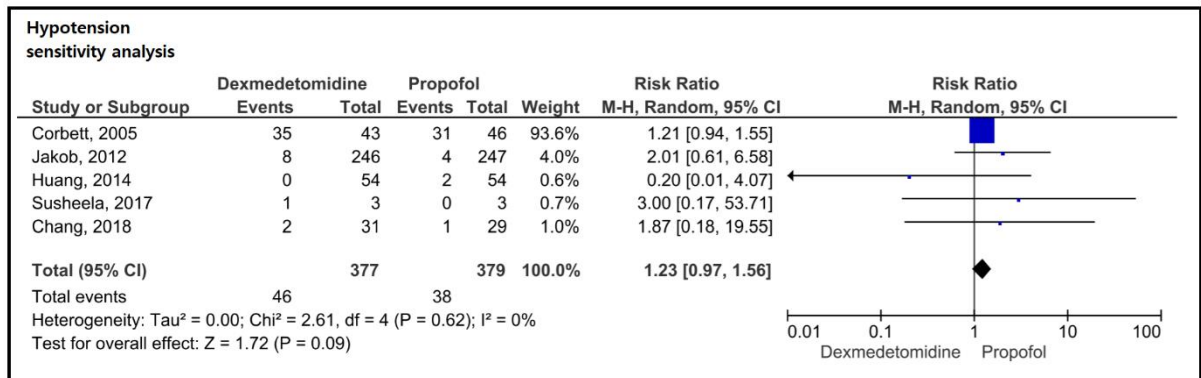 Hypotension
sensitivity analysis
Dexmedetomidine Propofol Risk Ratio Risk Ratio
Study or Subgroup Events Total Events Total Weight M-H, Random, 95% CI M-H, Random, 95% CI
Corbett, 2005 35 43 31 46 93.6% 1.21 [0.94, 1.55]
Jakob, 2012 8 246 4 247 4.0% 2.01 [0.61, 6.58]
Huang, 2014 0 54 2 54 0.6% 0.20 [0.01, 4.07]
Susheela, 2017 1 3 0 3 0.7% 3.00 [0.17, 53.71]
Chang, 2018 2 31 1 29 1.0% 1.87 [0.18, 19.55]
Total (95% CI) 377 379 100.0% 1.23 [0.97, 1.56]
Total events 46 38
Heterogeneity: Tau² = 0.00; Chi² = 2.61, df = 4 (P = 0.62); I² = 0%
Test for overall effect: Z = 1.72 (P = 0.09)
0.01 0.1 1 10 100
Dexmedetomidine Propofol